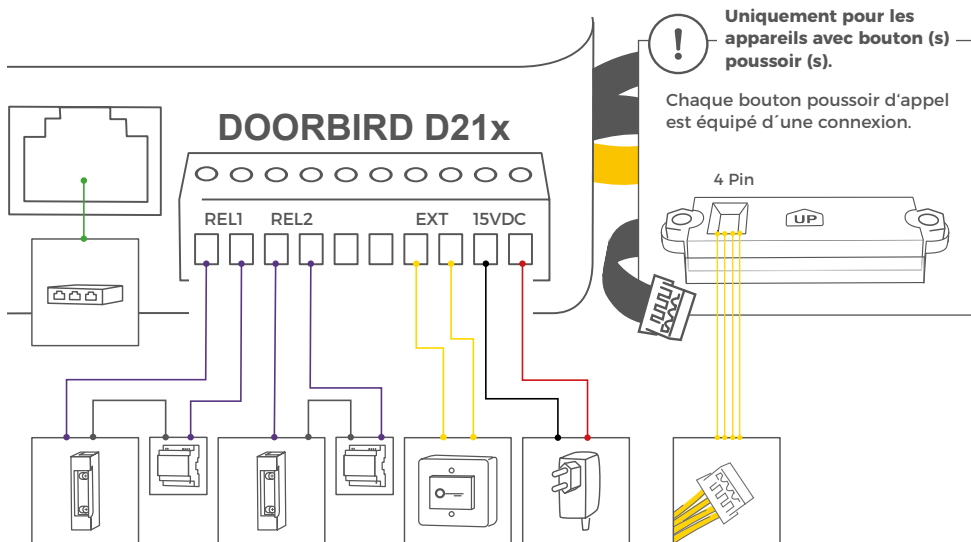 Uniquement pour les
appareils avec bouton (s)
poussoir (s).
Chaque bouton poussoir d‘appel
est équipé d´une connexion.
DOORBIRD D21x
REL1 REL2 EXT 15VDC
4 Pin
UP